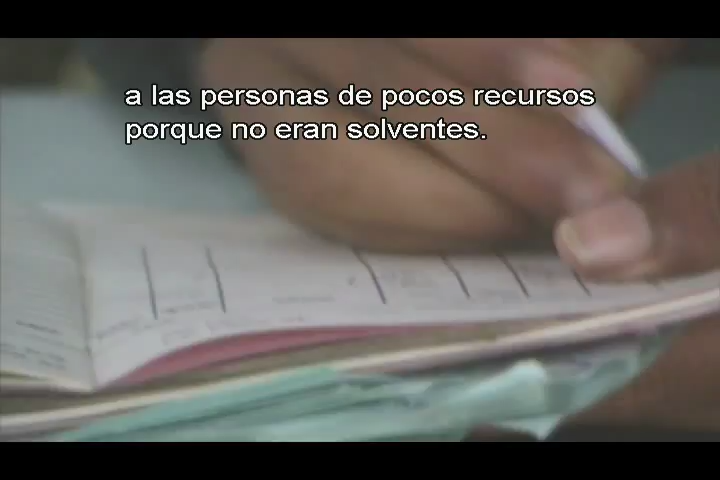 a las personas de pocos recursos
porque no eran solventes.